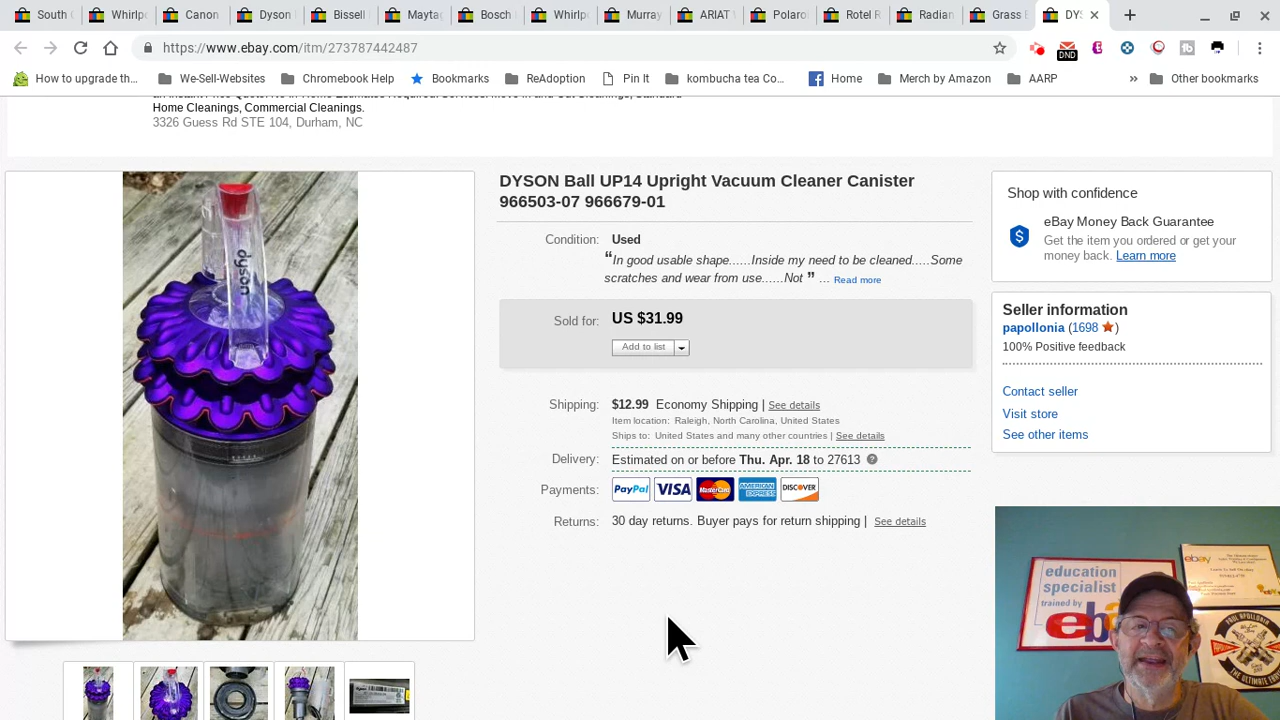 South C
Whirlp
Canon
Dyson
Bissell
Maytag
Bosch
Whirlp
Murray
ARIAT
Polaro
Rotel R
Radian
Grass
DYS
https://www.ebay.com/itm/273787442487
DND
How to upgrade th...
We-Sell-Websites
Chromebook Help
Bookmarks
ReAdoption
Pin It
kombucha tea Co...
Home
Merch by Amazon
AARP
»
Other bookmarks
Home Cleanings, Commercial Cleanings.
3326 Guess Rd STE 104, Durham, NC
dyson
DYSON Ball UP14 Upright Vacuum Cleaner Canister
966503-07 966679-01
Condition: Used
“In good usable shape......Inside my need to be cleaned.....Some
scratches and wear from use......Not ” ... Read more
Sold for: US $31.99
Add to list
Shipping: $12.99 Economy Shipping | See details
Item location: Raleigh, North Carolina, United States
Ships to: United States and many other countries | See details
Delivery: Estimated on or before Thu. Apr. 18 to 27613
Payments: PayPal VISA MasterCard AMERICAN EXPRESS DISCOVER
Returns: 30 day returns. Buyer pays for return shipping | See details
Shop with confidence
eBay Money Back Guarantee
Get the item you ordered or get your
money back. Learn more
Seller information
papollonia (1698 ★)
100% Positive feedback
Contact seller
Visit store
See other items
education
specialist
trained by
eb
ebay
PAUL APOLLONIA